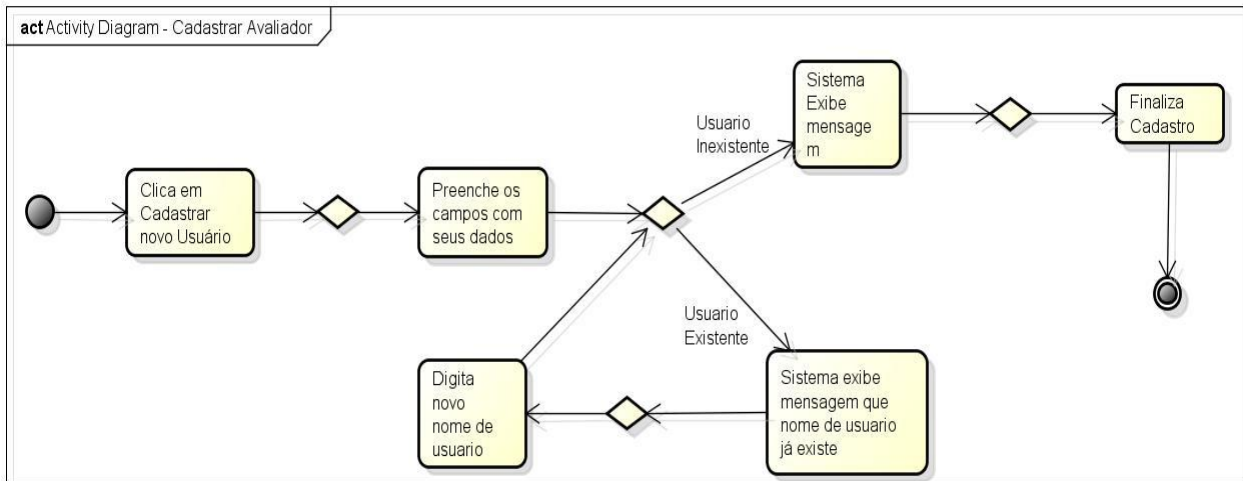 act Activity Diagram - Cadastrar Avaliador
Clica em
Cadastrar
novo Usuário
Preenche os
campos com
seus dados
Usuario
Inexistente
Sistema
Exibe
mensage
m
Finaliza
Cadastro
Usuario
Existente
Digita
novo
nome de
usuario
Sistema exibe
mensagem que
nome de usuario
já existe